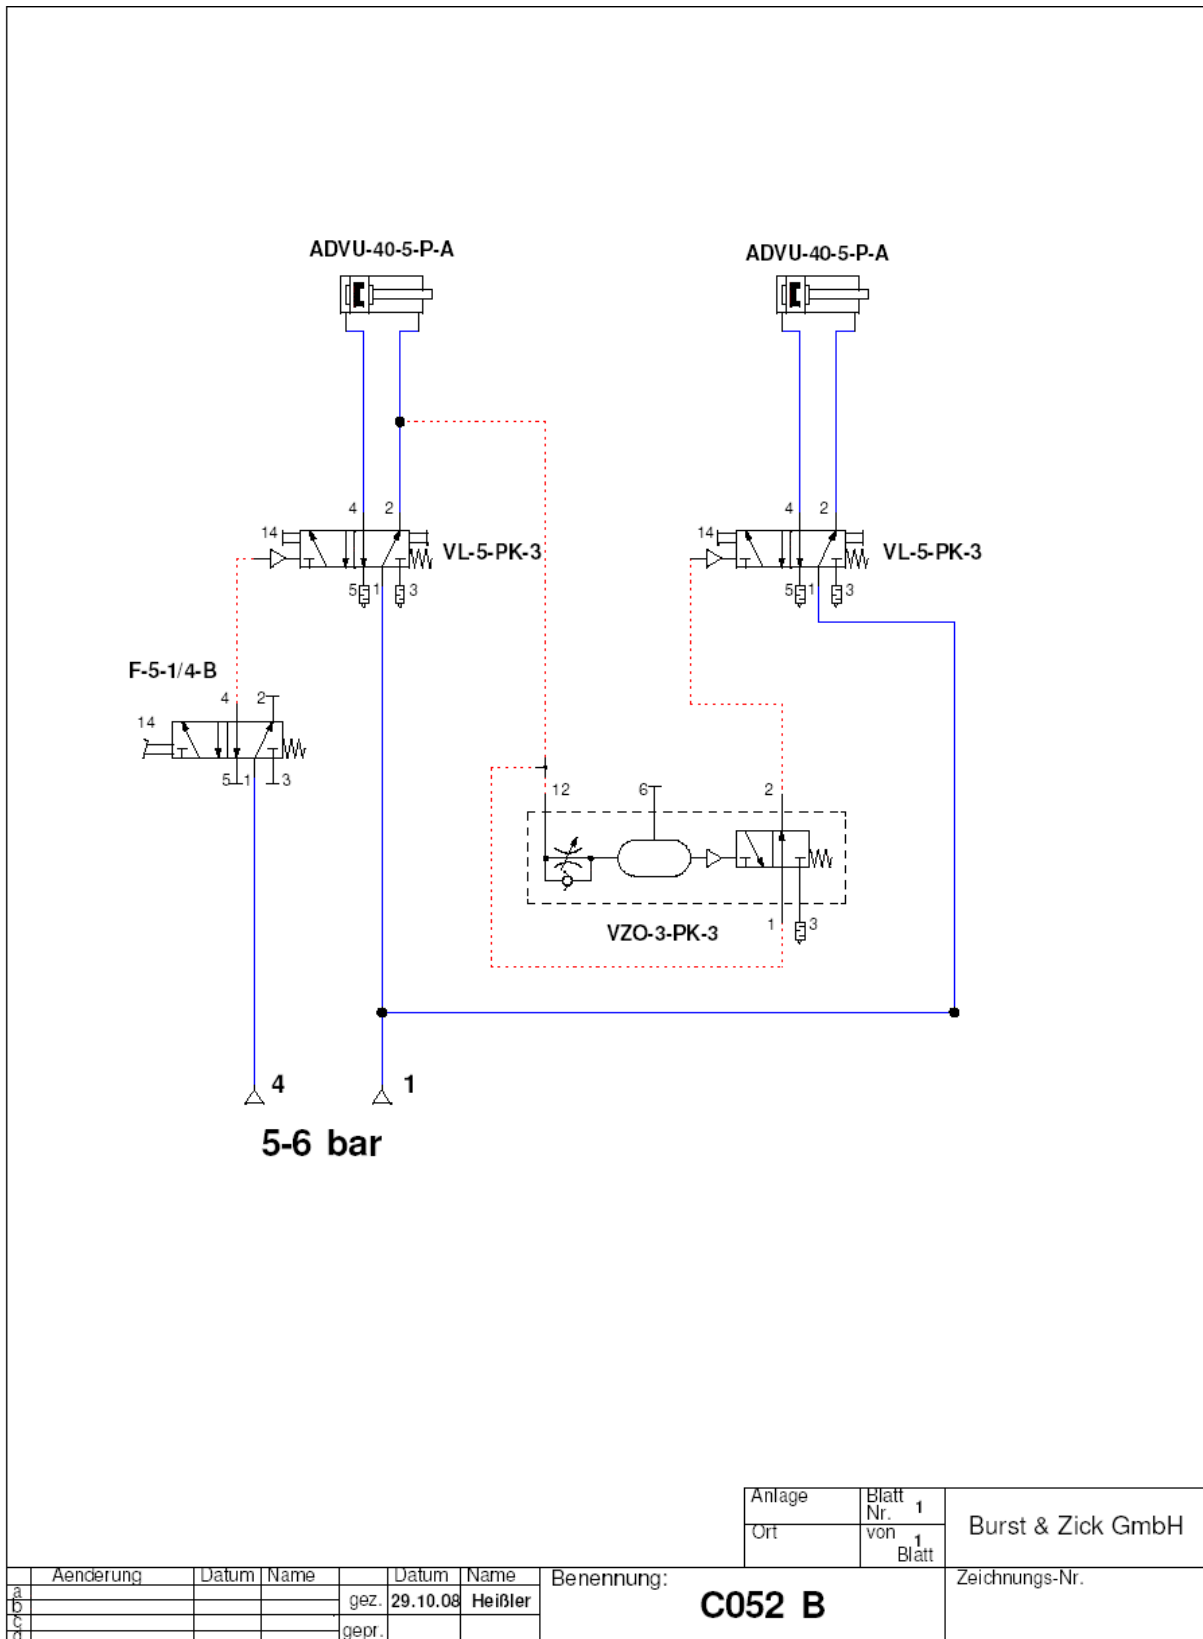 ADVU-40-5-P-A
ADVU-40-5-P-A
4 2
4 2
14
VL-5-PK-3
14
VL-5-PK-3
5 1 3
5 1 3
F-5-1/4-B
4 2
14
5 1 3
12 6 2
VZO-3-PK-3
1 3
4 1
5-6 bar
Anlage
Blatt
Nr. 1
Burst & Zick GmbH
Ort
von 1
Blatt
Aenderung Datum Name Datum Name
Benennung:
Zeichnungs-Nr.
a
b
gez. 29.10.08 Heißler
C052 B
c
gepr.